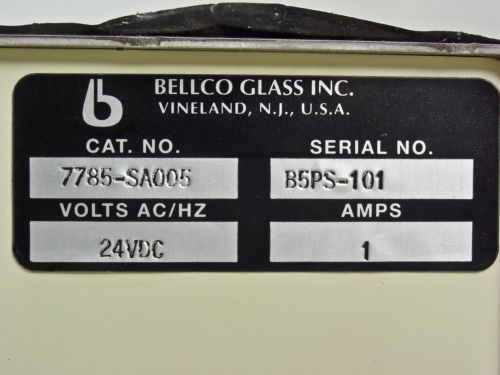 b BELLCO GLASS INC.
VINELAND, N.J., U.S.A.
CAT. NO. SERIAL NO.
7785-SA005 B5PS-101
VOLTS AC/HZ AMPS
24VDC 1